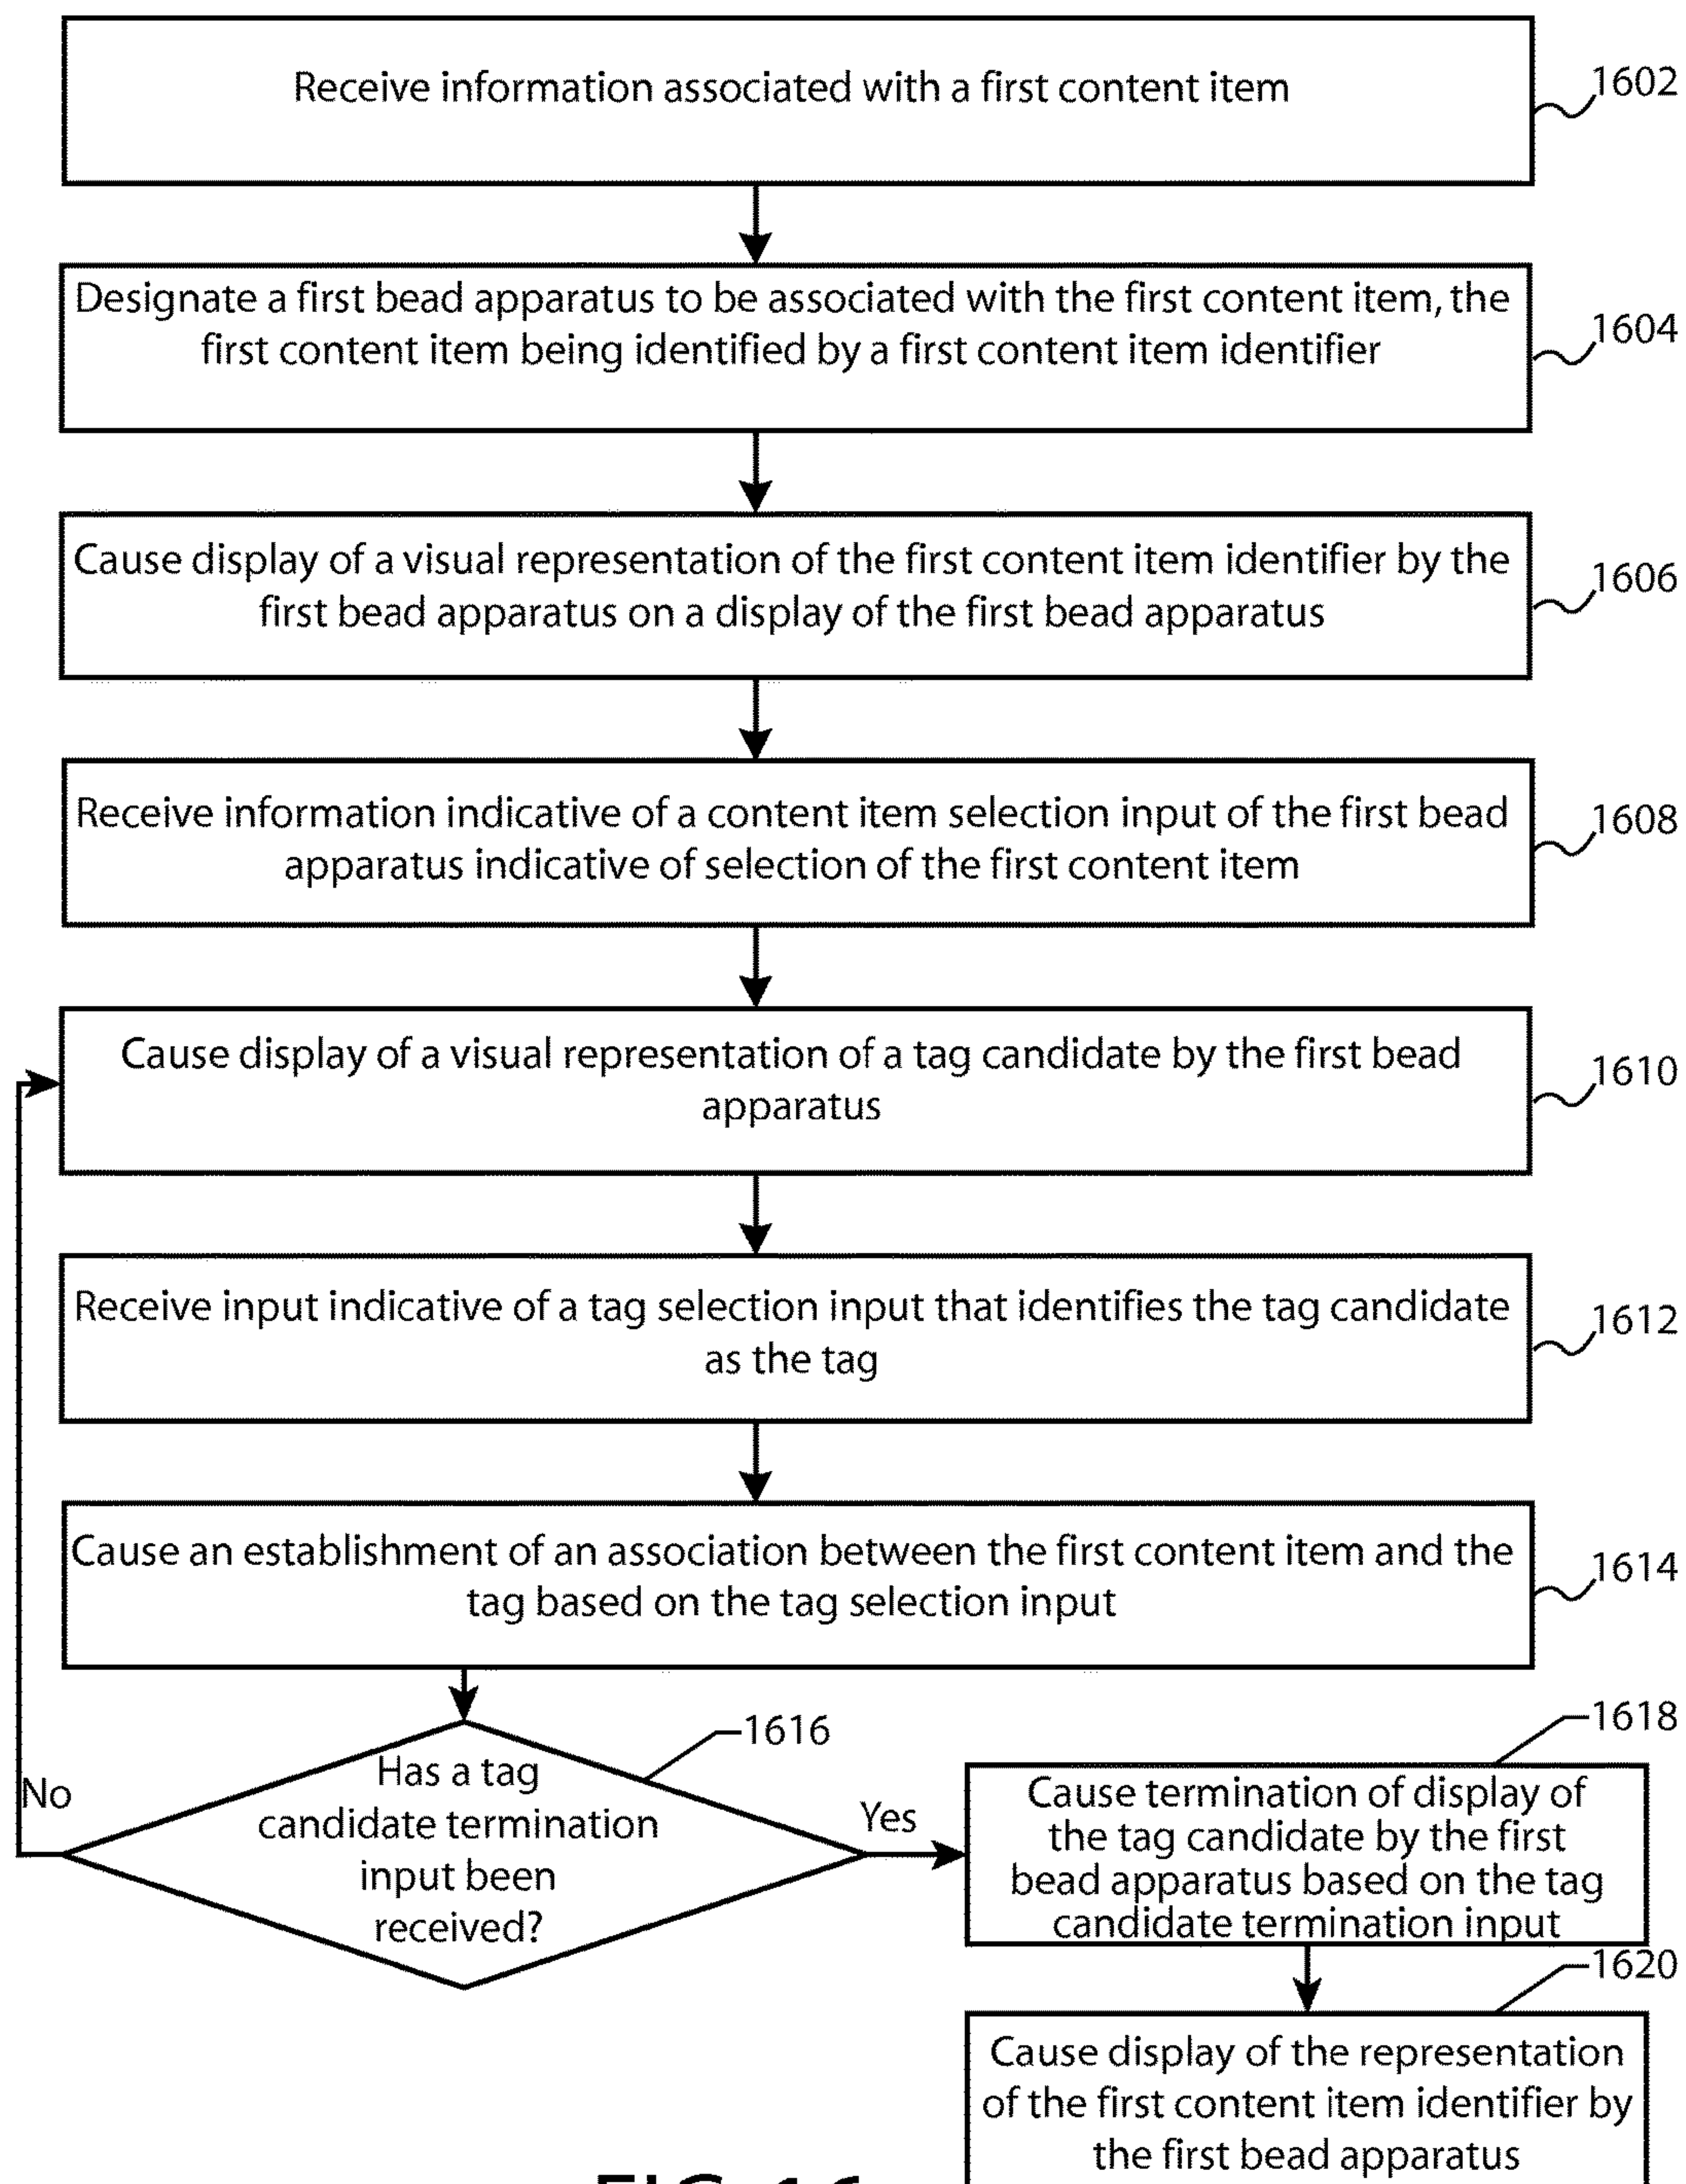 Receive information associated with a first content item
1602
Designate a first bead apparatus to be associated with the first content item, the
first content item being identified by a first content item identifier
1604
Cause display of a visual representation of the first content item identifier by the
first bead apparatus on a display of the first bead apparatus
1606
Receive information indicative of a content item selection input of the first bead
apparatus indicative of selection of the first content item
1608
Cause display of a visual representation of a tag candidate by the first bead
apparatus
1610
Receive input indicative of a tag selection input that identifies the tag candidate
as the tag
1612
Cause an establishment of an association between the first content item and the
tag based on the tag selection input
1614
Has a tag
candidate termination
input been
received?
1616
No
Yes
Cause termination of display of
the tag candidate by the first
bead apparatus based on the tag
candidate termination input
1618
Cause display of the representation
of the first content item identifier by
the first bead apparatus
1620